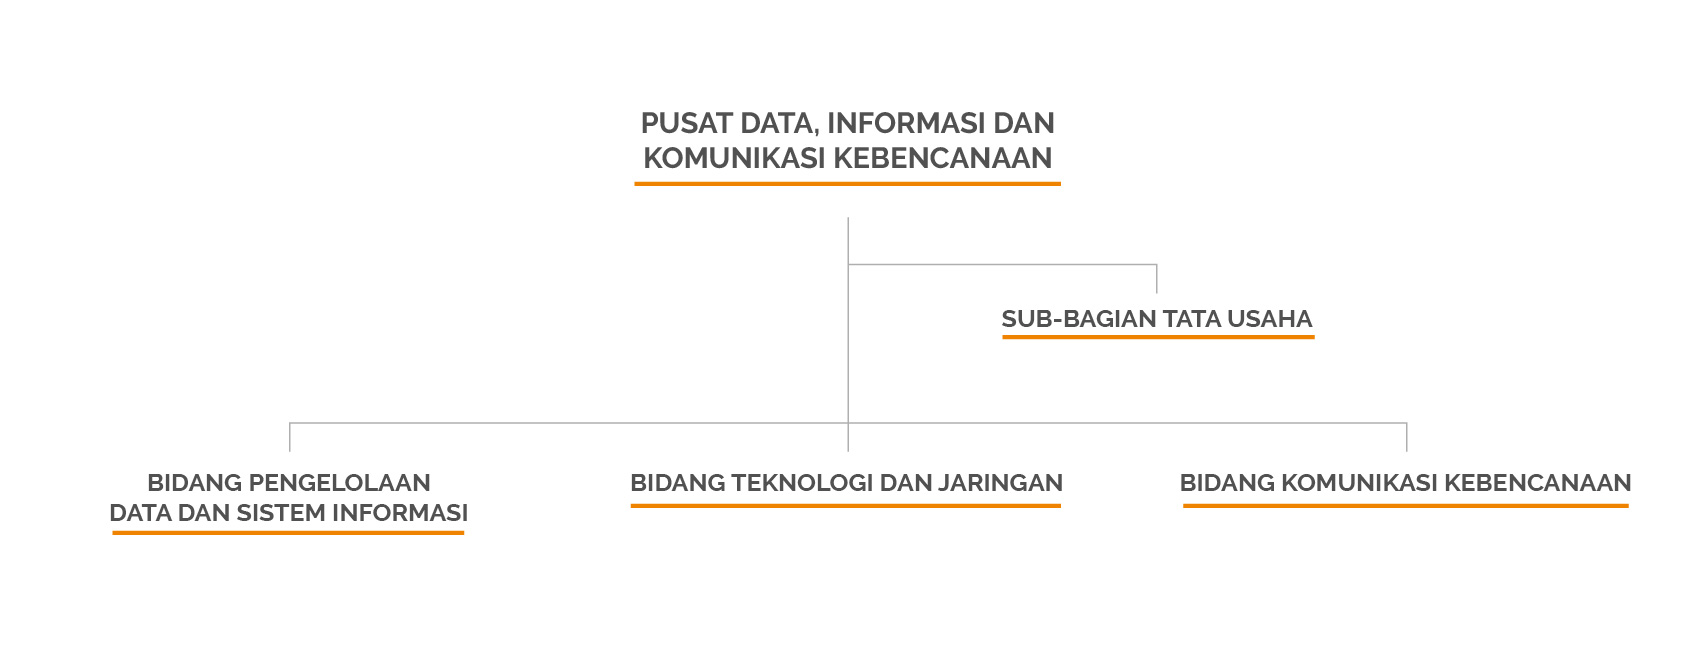 PUSAT DATA, INFORMASI DAN
KOMUNIKASI KEBENCANAAN
SUB-BAGIAN TATA USAHA
BIDANG PENGELOLAAN
DATA DAN SISTEM INFORMASI
BIDANG TEKNOLOGI DAN JARINGAN
BIDANG KOMUNIKASI KEBENCANAAN